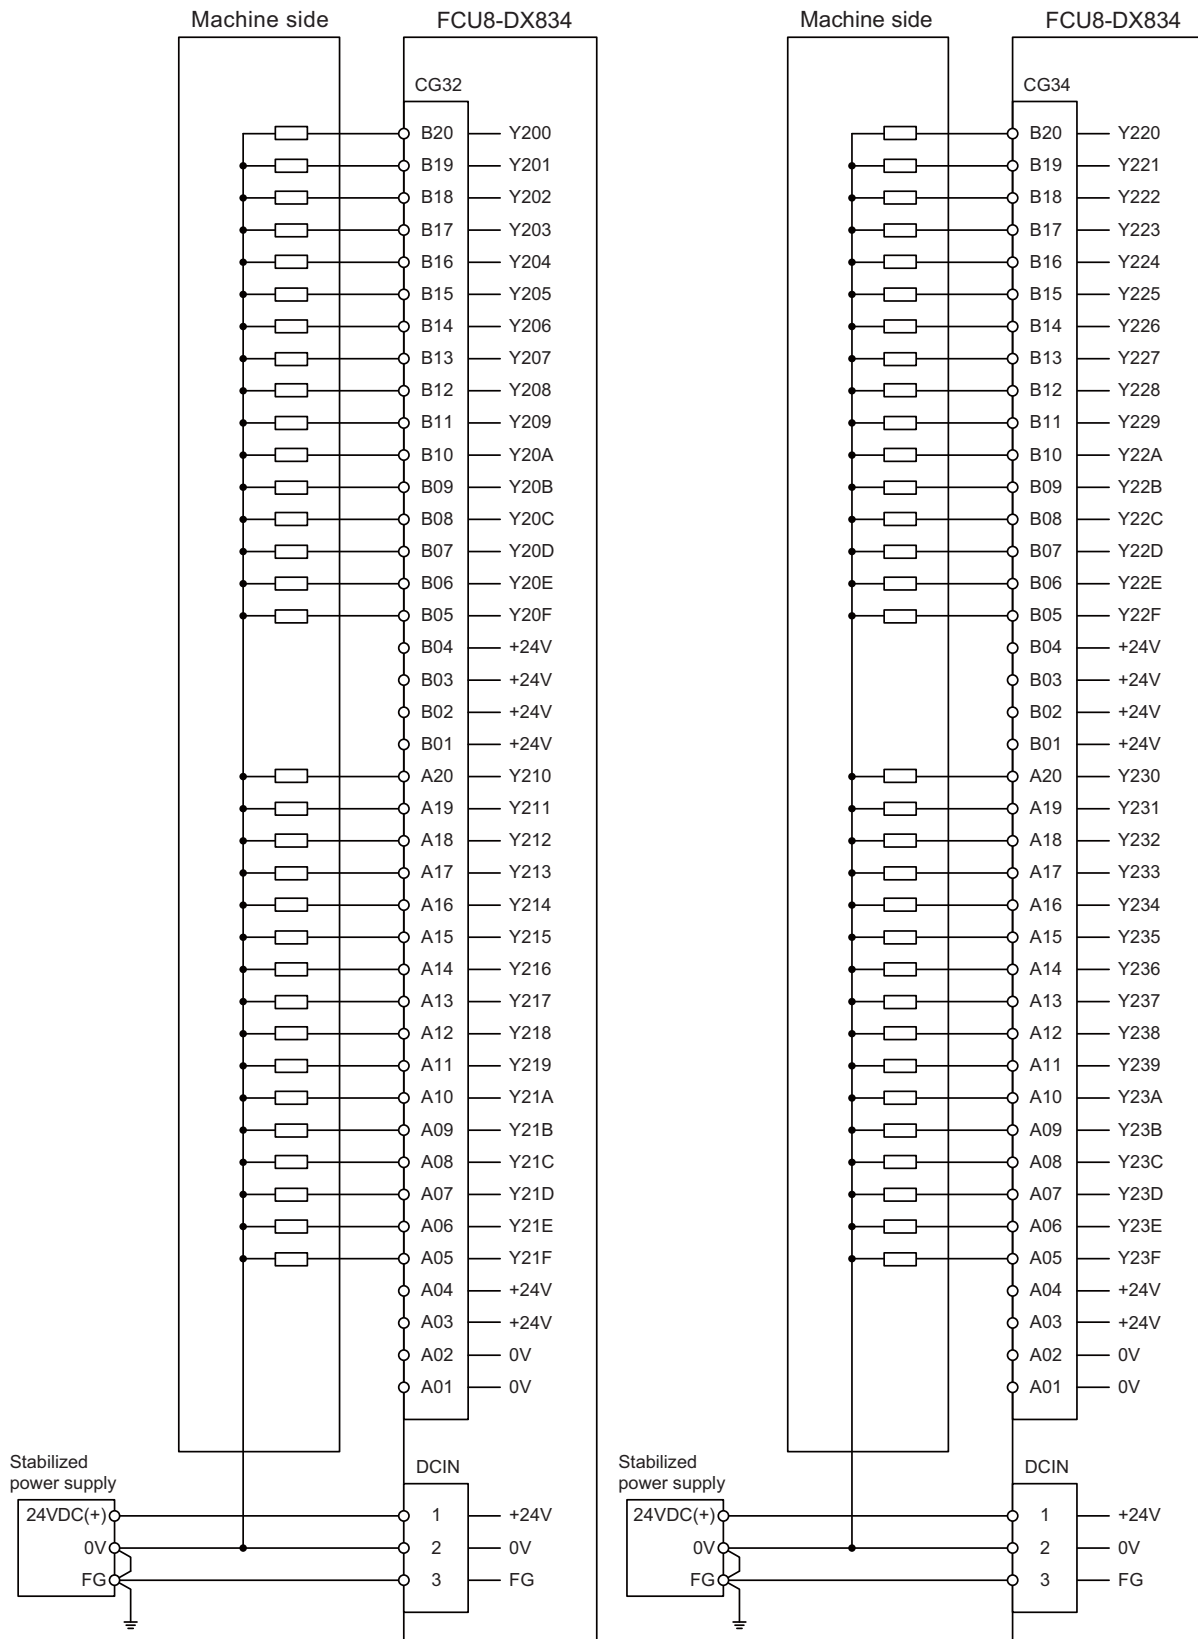 Machine side
FCU8-DX834
CG32
B20 Y200
B19 Y201
B18 Y202
B17 Y203
B16 Y204
B15 Y205
B14 Y206
B13 Y207
B12 Y208
B11 Y209
B10 Y20A
B09 Y20B
B08 Y20C
B07 Y20D
B06 Y20E
B05 Y20F
B04 +24V
B03 +24V
B02 +24V
B01 +24V
A20 Y210
A19 Y211
A18 Y212
A17 Y213
A16 Y214
A15 Y215
A14 Y216
A13 Y217
A12 Y218
A11 Y219
A10 Y21A
A09 Y21B
A08 Y21C
A07 Y21D
A06 Y21E
A05 Y21F
A04 +24V
A03 +24V
A02 0V
A01 0V
Stabilized
power supply
DCIN
24VDC(+) 1 +24V
0V 2 0V
FG 3 FG
Machine side
FCU8-DX834
CG34
B20 Y220
B19 Y221
B18 Y222
B17 Y223
B16 Y224
B15 Y225
B14 Y226
B13 Y227
B12 Y228
B11 Y229
B10 Y22A
B09 Y22B
B08 Y22C
B07 Y22D
B06 Y22E
B05 Y22F
B04 +24V
B03 +24V
B02 +24V
B01 +24V
A20 Y230
A19 Y231
A18 Y232
A17 Y233
A16 Y234
A15 Y235
A14 Y236
A13 Y237
A12 Y238
A11 Y239
A10 Y23A
A09 Y23B
A08 Y23C
A07 Y23D
A06 Y23E
A05 Y23F
A04 +24V
A03 +24V
A02 0V
A01 0V
Stabilized
power supply
DCIN
24VDC(+) 1 +24V
0V 2 0V
FG 3 FG